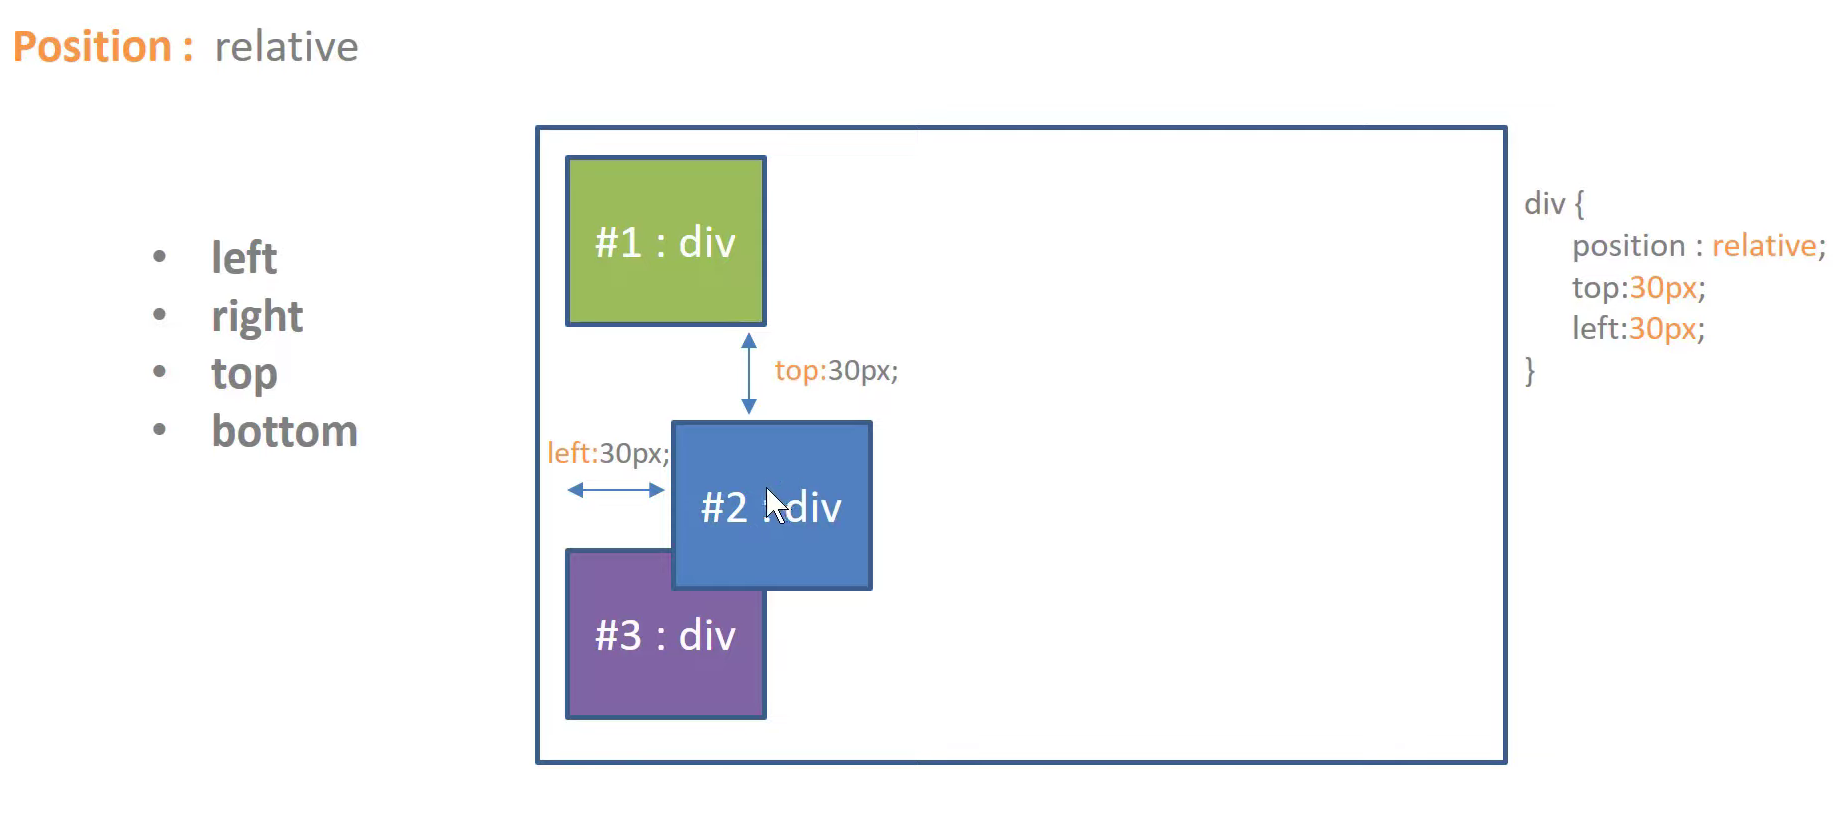 Position : relative
• left
• right
• top
• bottom
#1 : div
top:30px;
left:30px;
#2 : div
#3 : div
div {
position : relative;
top:30px;
left:30px;
}